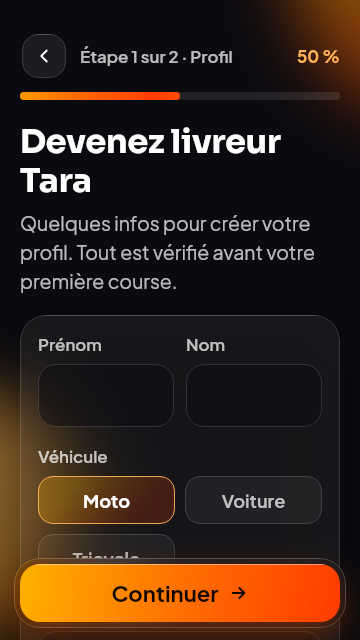 Étape 1 sur 2 · Profil
50 %
Devenez livreur
Tara
Quelques infos pour créer votre
profil. Tout est vérifié avant votre
première course.
Prénom
Nom
Véhicule
Moto
Voiture
Tricycle
Continuer →